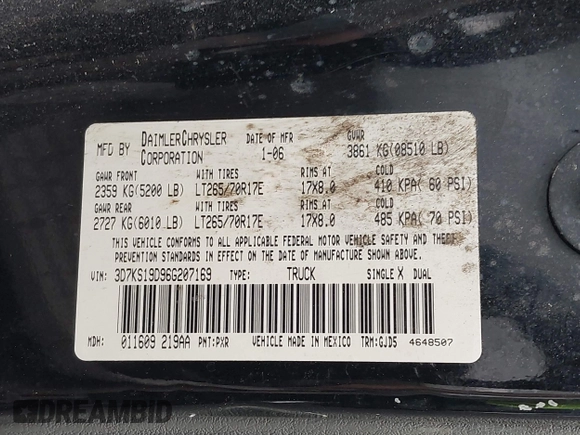 MFD BY DAIMLERCHRYSLER CORPORATION DATE OF MFR 1-06 GVWR 3861 KG(08510 LB)
GAWR FRONT WITH TIRES RIMS AT COLD
2359 KG(5200 LB) LT265/70R17E 17X8.0 410 KPA( 60 PSI)
GAWR REAR WITH TIRES RIMS AT COLD
2727 KG(6010 LB) LT265/70R17E 17X8.0 485 KPA( 70 PSI)
THIS VEHICLE CONFORMS TO ALL APPLICABLE FEDERAL MOTOR VEHICLE SAFETY AND THEFT
PREVENTION STANDARDS IN EFFECT ON THE DATE OF MANUFACTURE SHOWN ABOVE.
VIN: 3D7KS19D96G207169 TYPE: TRUCK SINGLE X DUAL
MDH: 011609 219AA PNT:PXR VEHICLE MADE IN MEXICO TRM:GJD5 4648507
DREAMBID